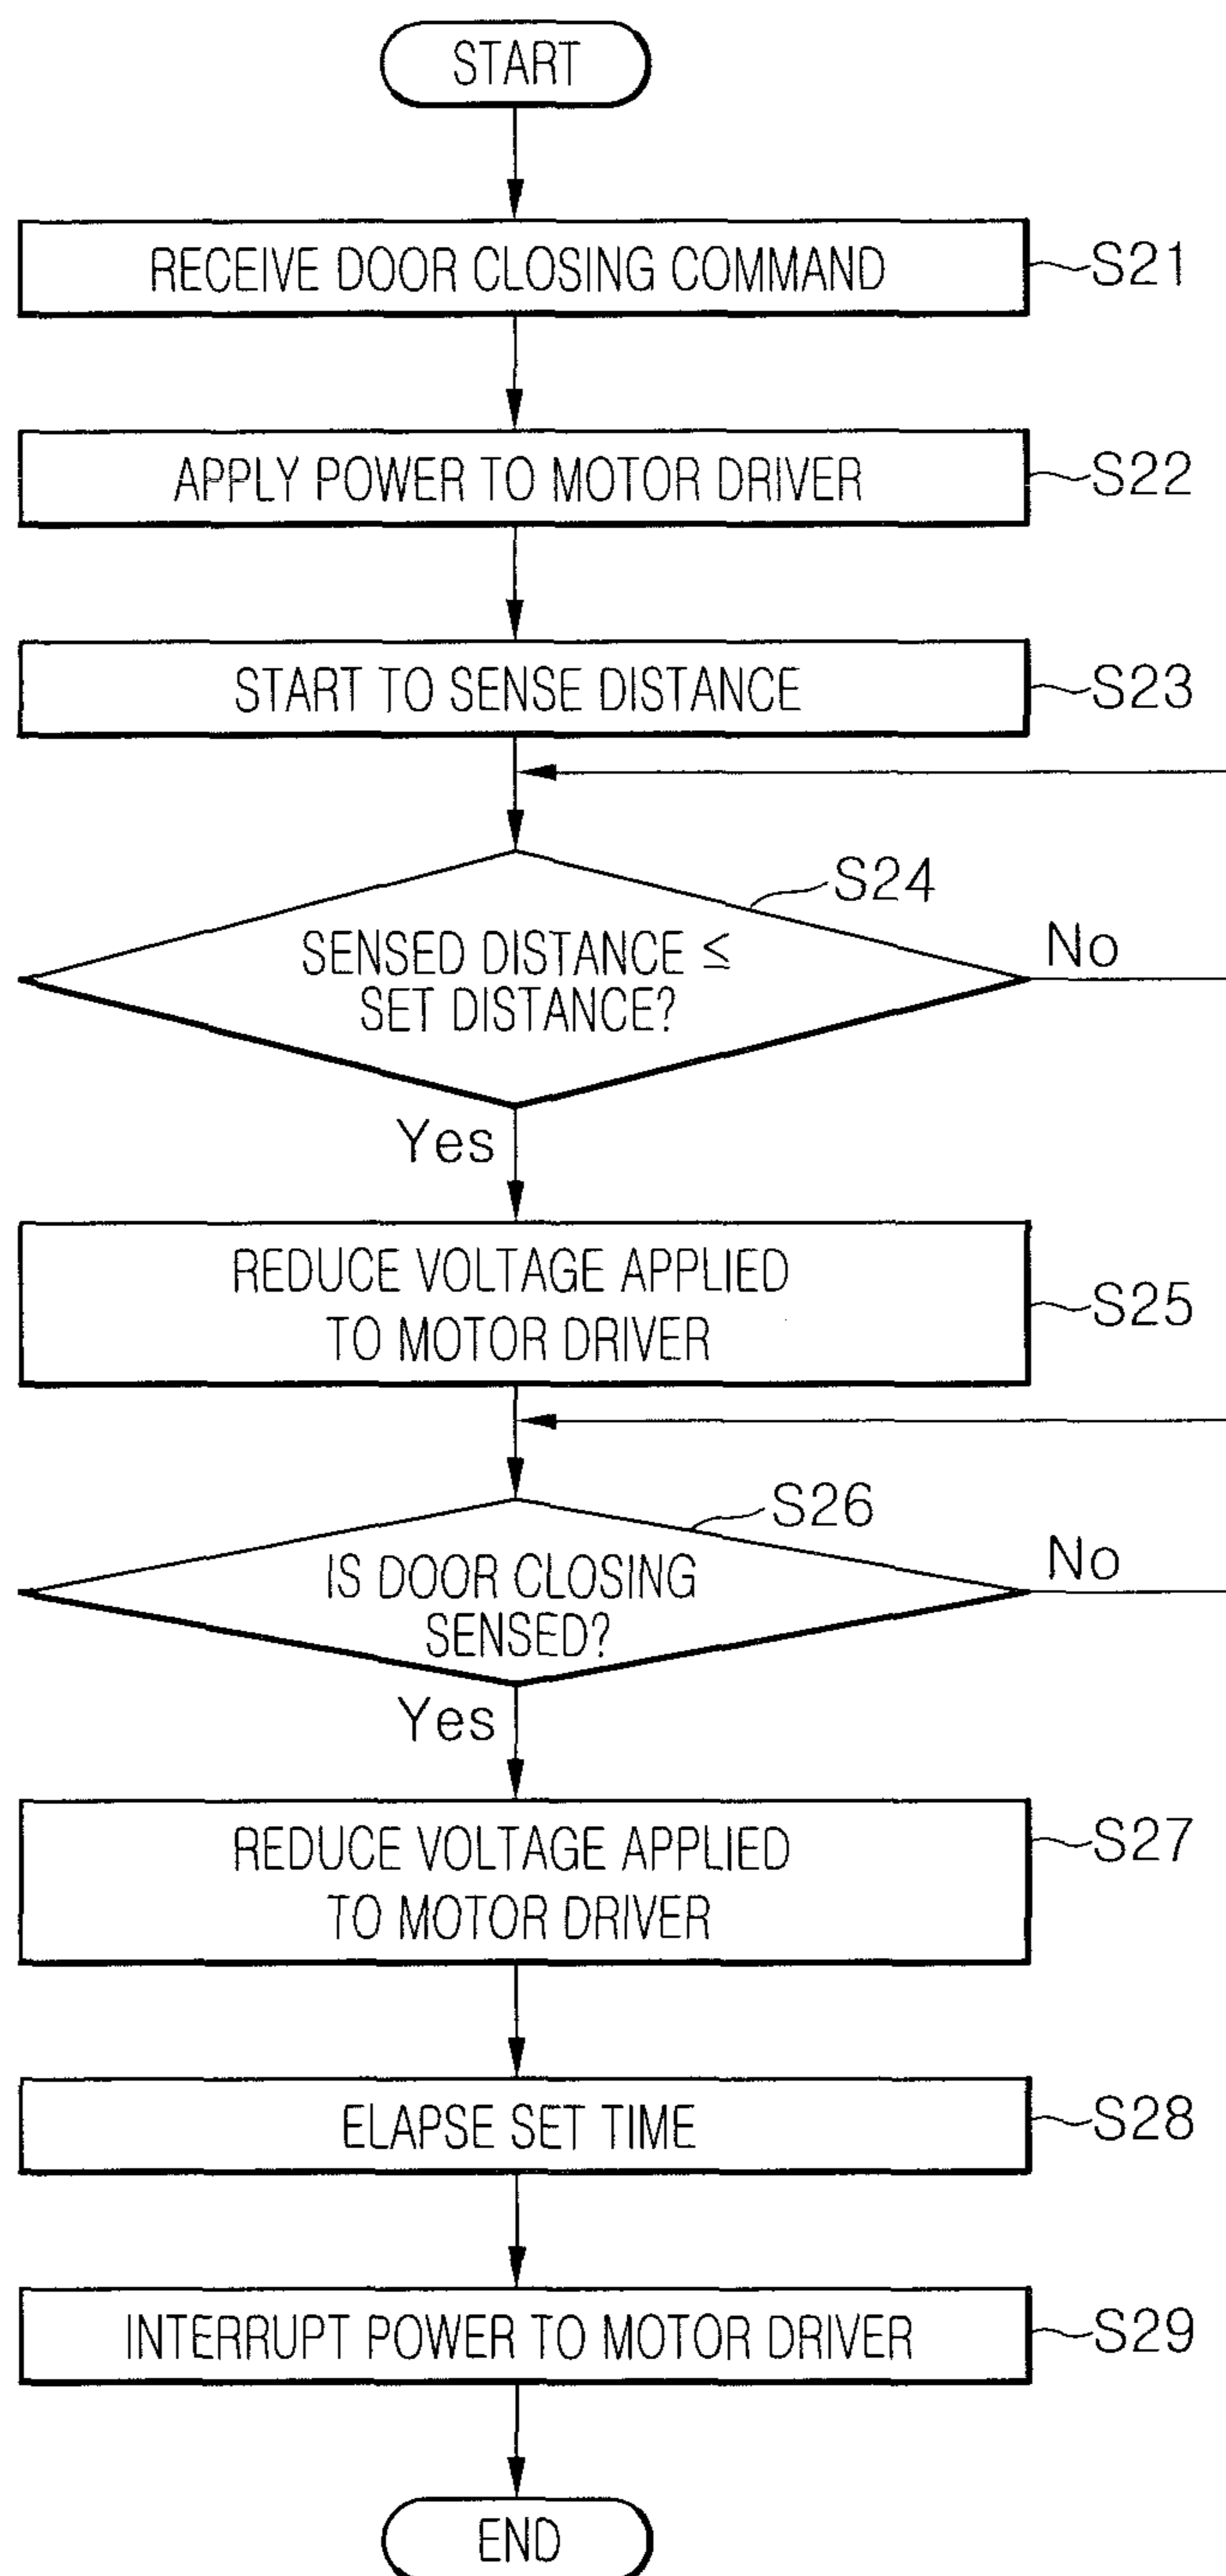 START
RECEIVE DOOR CLOSING COMMAND
S21
APPLY POWER TO MOTOR DRIVER
S22
START TO SENSE DISTANCE
S23
S24
SENSED DISTANCE ≤
SET DISTANCE?
No
Yes
REDUCE VOLTAGE APPLIED
TO MOTOR DRIVER
S25
S26
IS DOOR CLOSING
SENSED?
No
Yes
REDUCE VOLTAGE APPLIED
TO MOTOR DRIVER
S27
ELAPSE SET TIME
S28
INTERRUPT POWER TO MOTOR DRIVER
S29
END